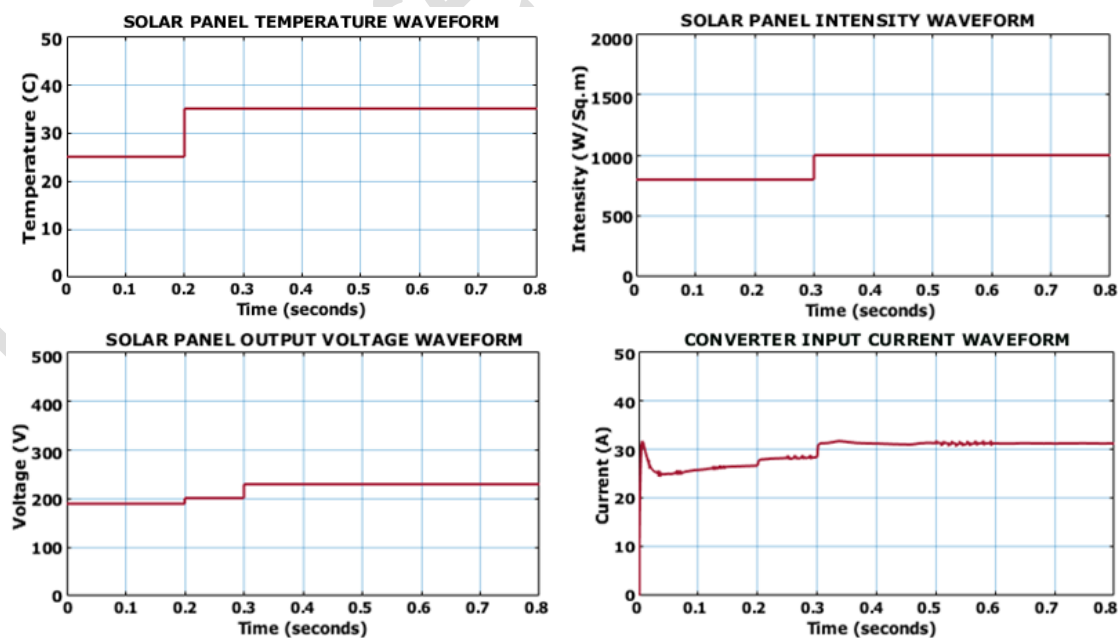 SOLAR PANEL TEMPERATURE WAVEFORM
Temperature (C)
50
40
30
20
10
0
0 0.1 0.2 0.3 0.4 0.5 0.6 0.7 0.8
Time (seconds)
SOLAR PANEL INTENSITY WAVEFORM
Intensity (W/Sq.m)
2000
1500
1000
500
0
0 0.1 0.2 0.3 0.4 0.5 0.6 0.7 0.8
Time (seconds)
SOLAR PANEL OUTPUT VOLTAGE WAVEFORM
Voltage (V)
500
400
300
200
100
0
0 0.1 0.2 0.3 0.4 0.5 0.6 0.7 0.8
Time (seconds)
CONVERTER INPUT CURRENT WAVEFORM
Current (A)
50
40
30
20
10
0
0 0.1 0.2 0.3 0.4 0.5 0.6 0.7 0.8
Time (seconds)